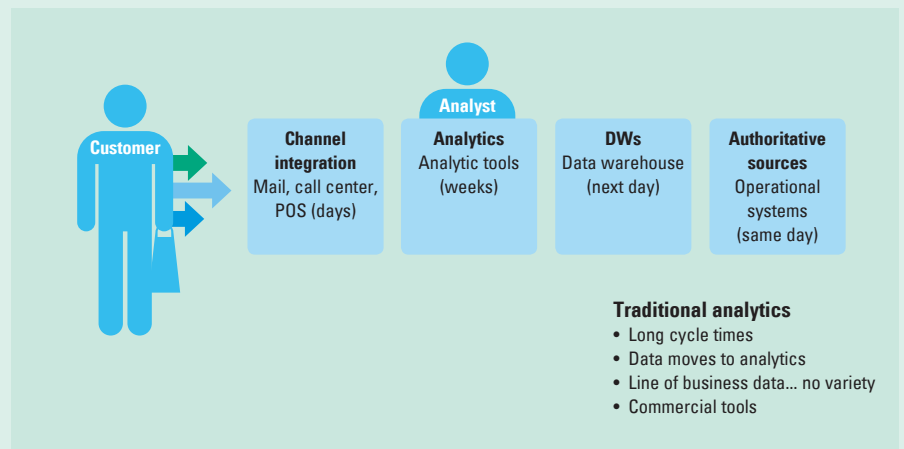 Customer
Analyst
Channel
integration
Mail, call center,
POS (days)
Analytics
Analytic tools
(weeks)
DWs
Data warehouse
(next day)
Authoritative
sources
Operational
systems
(same day)
Traditional analytics
• Long cycle times
• Data moves to analytics
• Line of business data... no variety
• Commercial tools